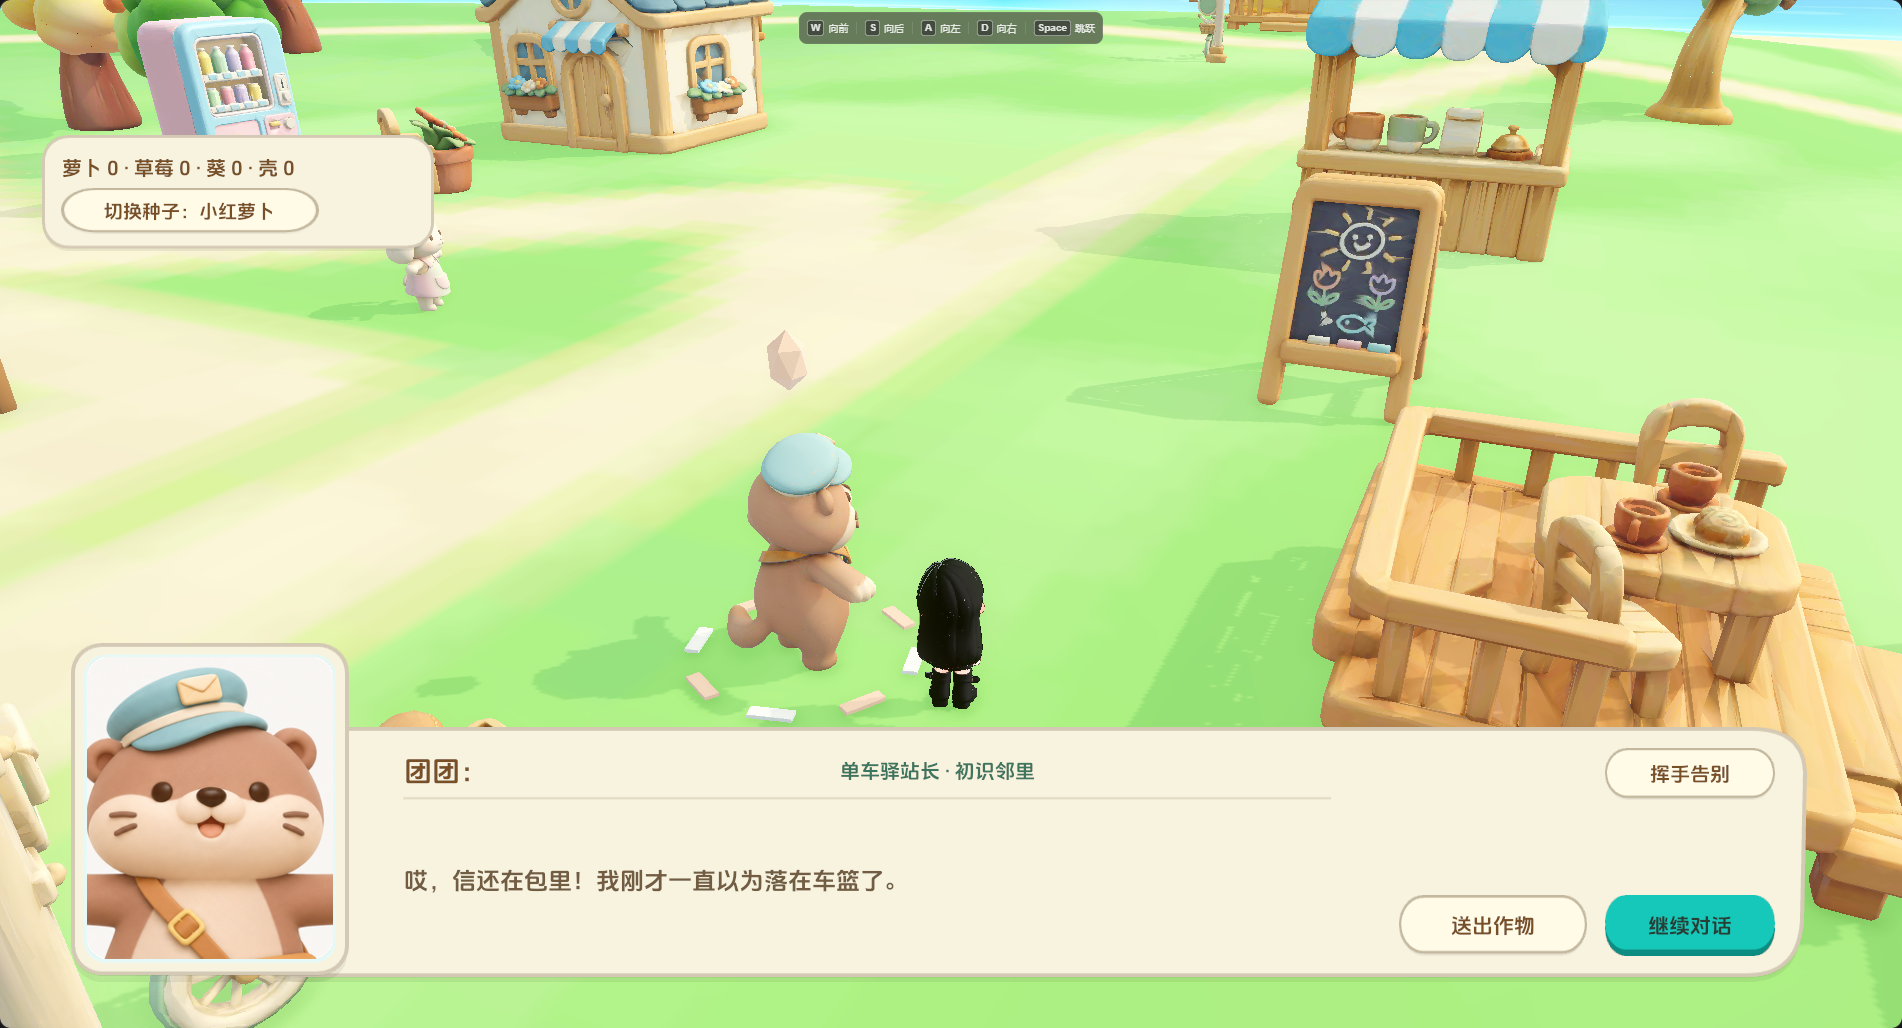 W 向前 S 向后 A 向左 D 向右 Space 跳跃
萝卜 0 · 草莓 0 · 葵 0 · 壳 0
切换种子：小红萝卜
团团：
单车驿站长 · 初识邻里
挥手告别
哎，信还在包里！我刚才一直以为落在车篮了。
送出作物
继续对话